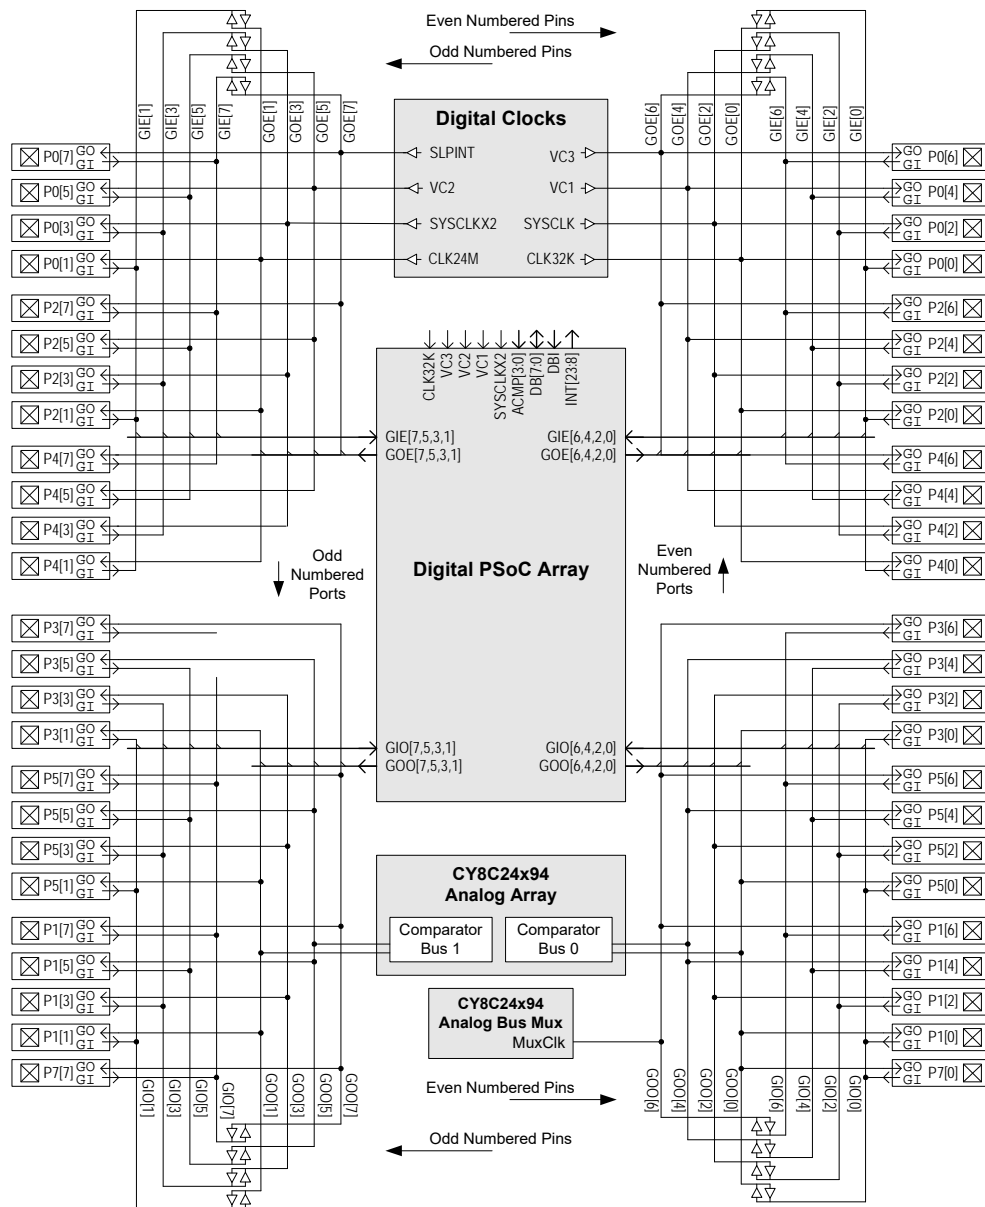 Even Numbered Pins
Odd Numbered Pins
GIE[1]
GIE[3]
GIE[5]
GIE[7]
GOE[1]
GOE[3]
GOE[5]
GOE[7]
GOE[6]
GOE[4]
GOE[2]
GOE[0]
GIE[6]
GIE[4]
GIE[2]
GIE[0]
Digital Clocks
SLPINT VC3
VC2 VC1
SYSCLKX2 SYSCLK
CLK24M CLK32K
P0[7] GO GI
P0[5] GO GI
P0[3] GO GI
P0[1] GO GI
P2[7] GO GI
P2[5] GO GI
P2[3] GO GI
P2[1] GO GI
P4[7] GO GI
P4[5] GO GI
P4[3] GO GI
P4[1] GO GI
GO GI P0[6]
GO GI P0[4]
GO GI P0[2]
GO GI P0[0]
GO GI P2[6]
GO GI P2[4]
GO GI P2[2]
GO GI P2[0]
GO GI P4[6]
GO GI P4[4]
GO GI P4[2]
GO GI P4[0]
CLK32K
VC3
VC2
VC1
SYSCLKX2
ACMP[3:0]
DB[7:0]
DBI
INT[23:8]
GIE[7,5,3,1] GIE[6,4,2,0]
GOE[7,5,3,1] GOE[6,4,2,0]
Digital PSoC Array
Odd
Numbered
Ports
Even
Numbered
Ports
GIO[7,5,3,1] GIO[6,4,2,0]
GOO[7,5,3,1] GOO[6,4,2,0]
P3[7] GO GI
P3[5] GO GI
P3[3] GO GI
P3[1] GO GI
P5[7] GO GI
P5[5] GO GI
P5[3] GO GI
P5[1] GO GI
P1[7] GO GI
P1[5] GO GI
P1[3] GO GI
P1[1] GO GI
P7[7] GO GI
GO GI P3[6]
GO GI P3[4]
GO GI P3[2]
GO GI P3[0]
GO GI P5[6]
GO GI P5[4]
GO GI P5[2]
GO GI P5[0]
GO GI P1[6]
GO GI P1[4]
GO GI P1[2]
GO GI P1[0]
GO GI P7[0]
CY8C24x94
Analog Array
Comparator
Bus 1
Comparator
Bus 0
CY8C24x94
Analog Bus Mux
MuxClk
GIO[1]
GIO[3]
GIO[5]
GIO[7]
GOO[1]
GOO[3]
GOO[5]
GOO[7]
GOO[6]
GOO[4]
GOO[2]
GOO[0]
GIO[6]
GIO[4]
GIO[2]
GIO[0]
Even Numbered Pins
Odd Numbered Pins